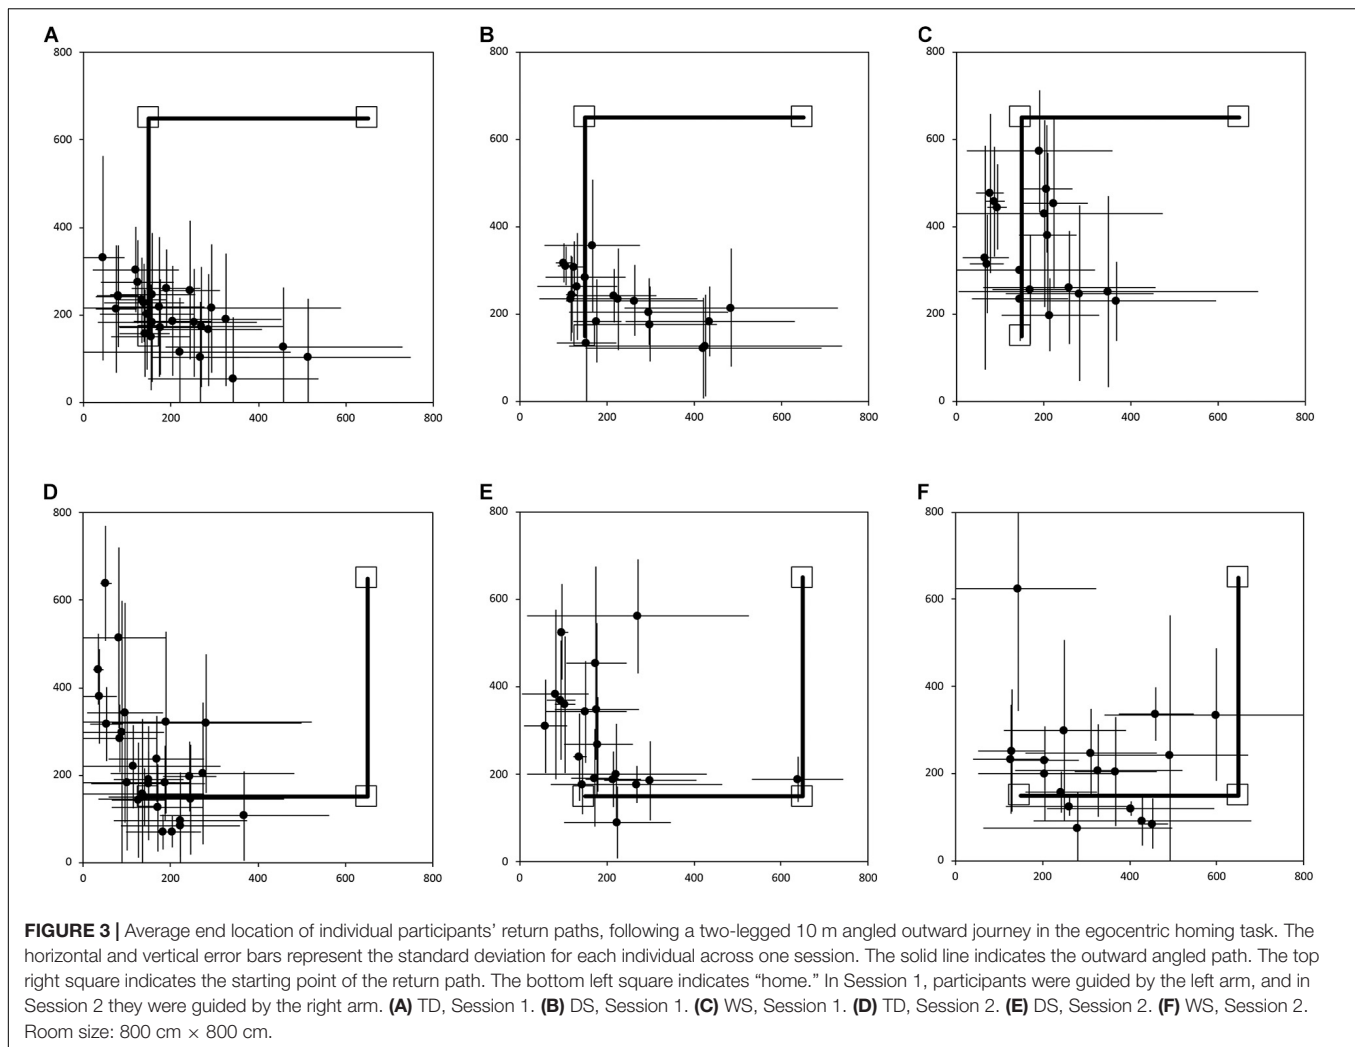 A
B
C
800
600
400
200
0
0 200 400 600 800
800
600
400
200
0
0 200 400 600 800
800
600
400
200
0
0 200 400 600 800
D
E
F
800
600
400
200
0
0 200 400 600 800
800
600
400
200
0
0 200 400 600 800
800
600
400
200
0
0 200 400 600 800
FIGURE 3 | Average end location of individual participants’ return paths, following a two-legged 10 m angled outward journey in the egocentric homing task. The
horizontal and vertical error bars represent the standard deviation for each individual across one session. The solid line indicates the outward angled path. The top
right square indicates the starting point of the return path. The bottom left square indicates “home.” In Session 1, participants were guided by the left arm, and in
Session 2 they were guided by the right arm. (A) TD, Session 1. (B) DS, Session 1. (C) WS, Session 1. (D) TD, Session 2. (E) DS, Session 2. (F) WS, Session 2.
Room size: 800 cm × 800 cm.